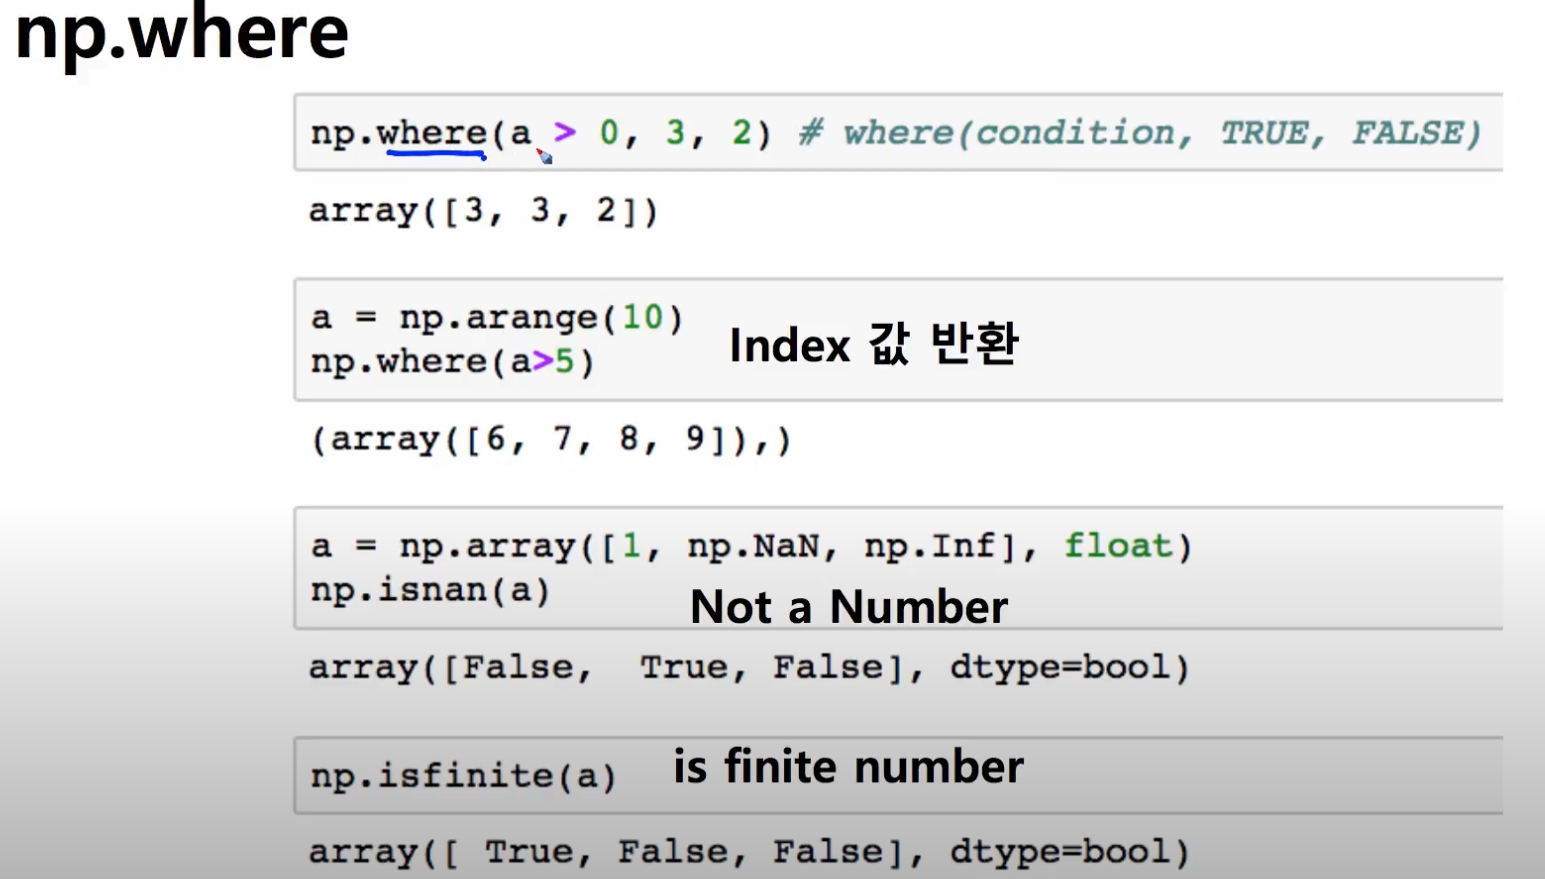 np.where
np.where(a > 0, 3, 2) # where(condition, TRUE, FALSE)
array([3, 3, 2])
a = np.arange(10)
np.where(a>5)
Index 값 반환
(array([6, 7, 8, 9]),)
a = np.array([1, np.NaN, np.Inf], float)
np.isnan(a)
Not a Number
array([False,  True, False], dtype=bool)
np.isfinite(a)
is finite number
array([ True, False, False], dtype=bool)